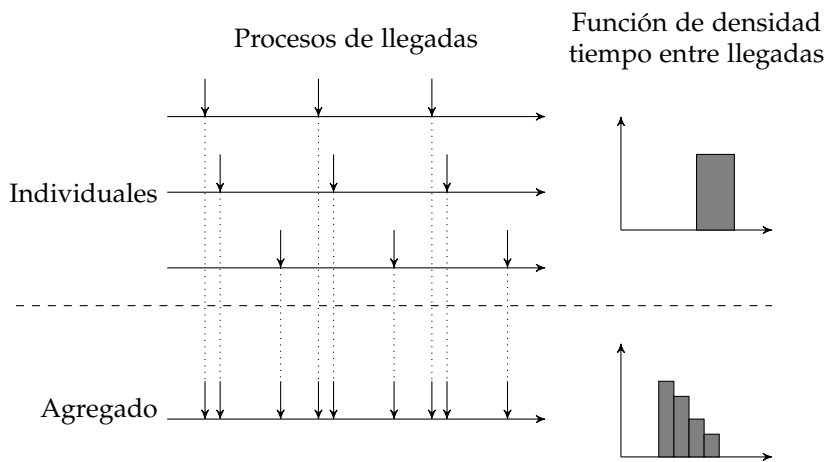 Procesos de llegadas
Función de densidad
tiempo entre llegadas
Individuales
Agregado